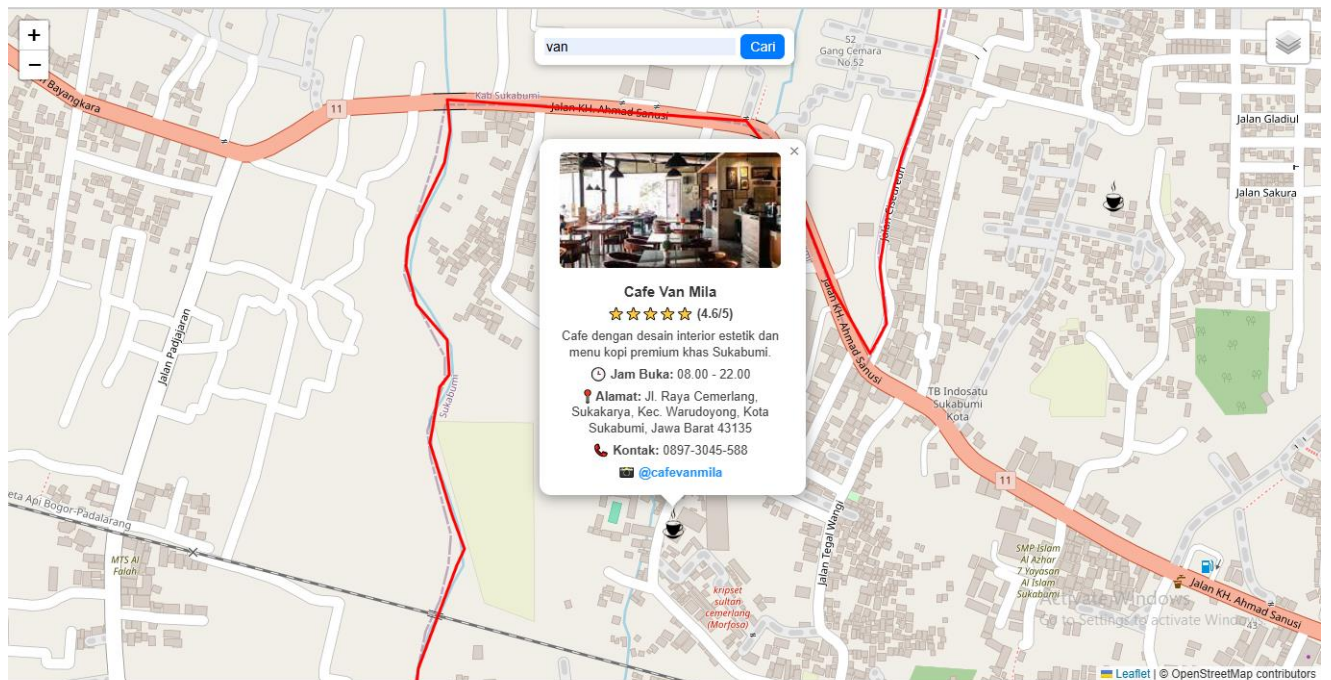 +
−
van
Cari
52
Gang Cemara
No.52
Bayangkara
11
Kab Sukabumi
Jalan KH. Ahmad Sanusi
Jalan Gladiul
Jalan Sakura
×
Jalan Ciseureuh
Cafe Van Mila
(4.6/5)
Cafe dengan desain interior estetik dan
menu kopi premium khas Sukabumi.
Jam Buka: 08.00 - 22.00
Alamat: Jl. Raya Cemerlang,
Sukakarya, Kec. Warudoyong, Kota
Sukabumi, Jawa Barat 43135
Kontak: 0897-3045-588
@cafevanmila
Jalan Padjajaran
Sukabumi
Jalan KH. Ahmad Sanusi
TB Indosatu
Sukabumi
Kota
11
eta Api Bogor-Padalarang
MTS Al
Falah
Jalan Tegal Wangi
kripset
sultan
cemerlang
(Morfosa)
SMP Islam
Al Azhar
7 Yayasan
Al Islam
Sukabumi
Jalan KH. Ahmad Sanusi
43
Activate Windows
Go to Settings to activate Windows.
Leaflet | © OpenStreetMap contributors